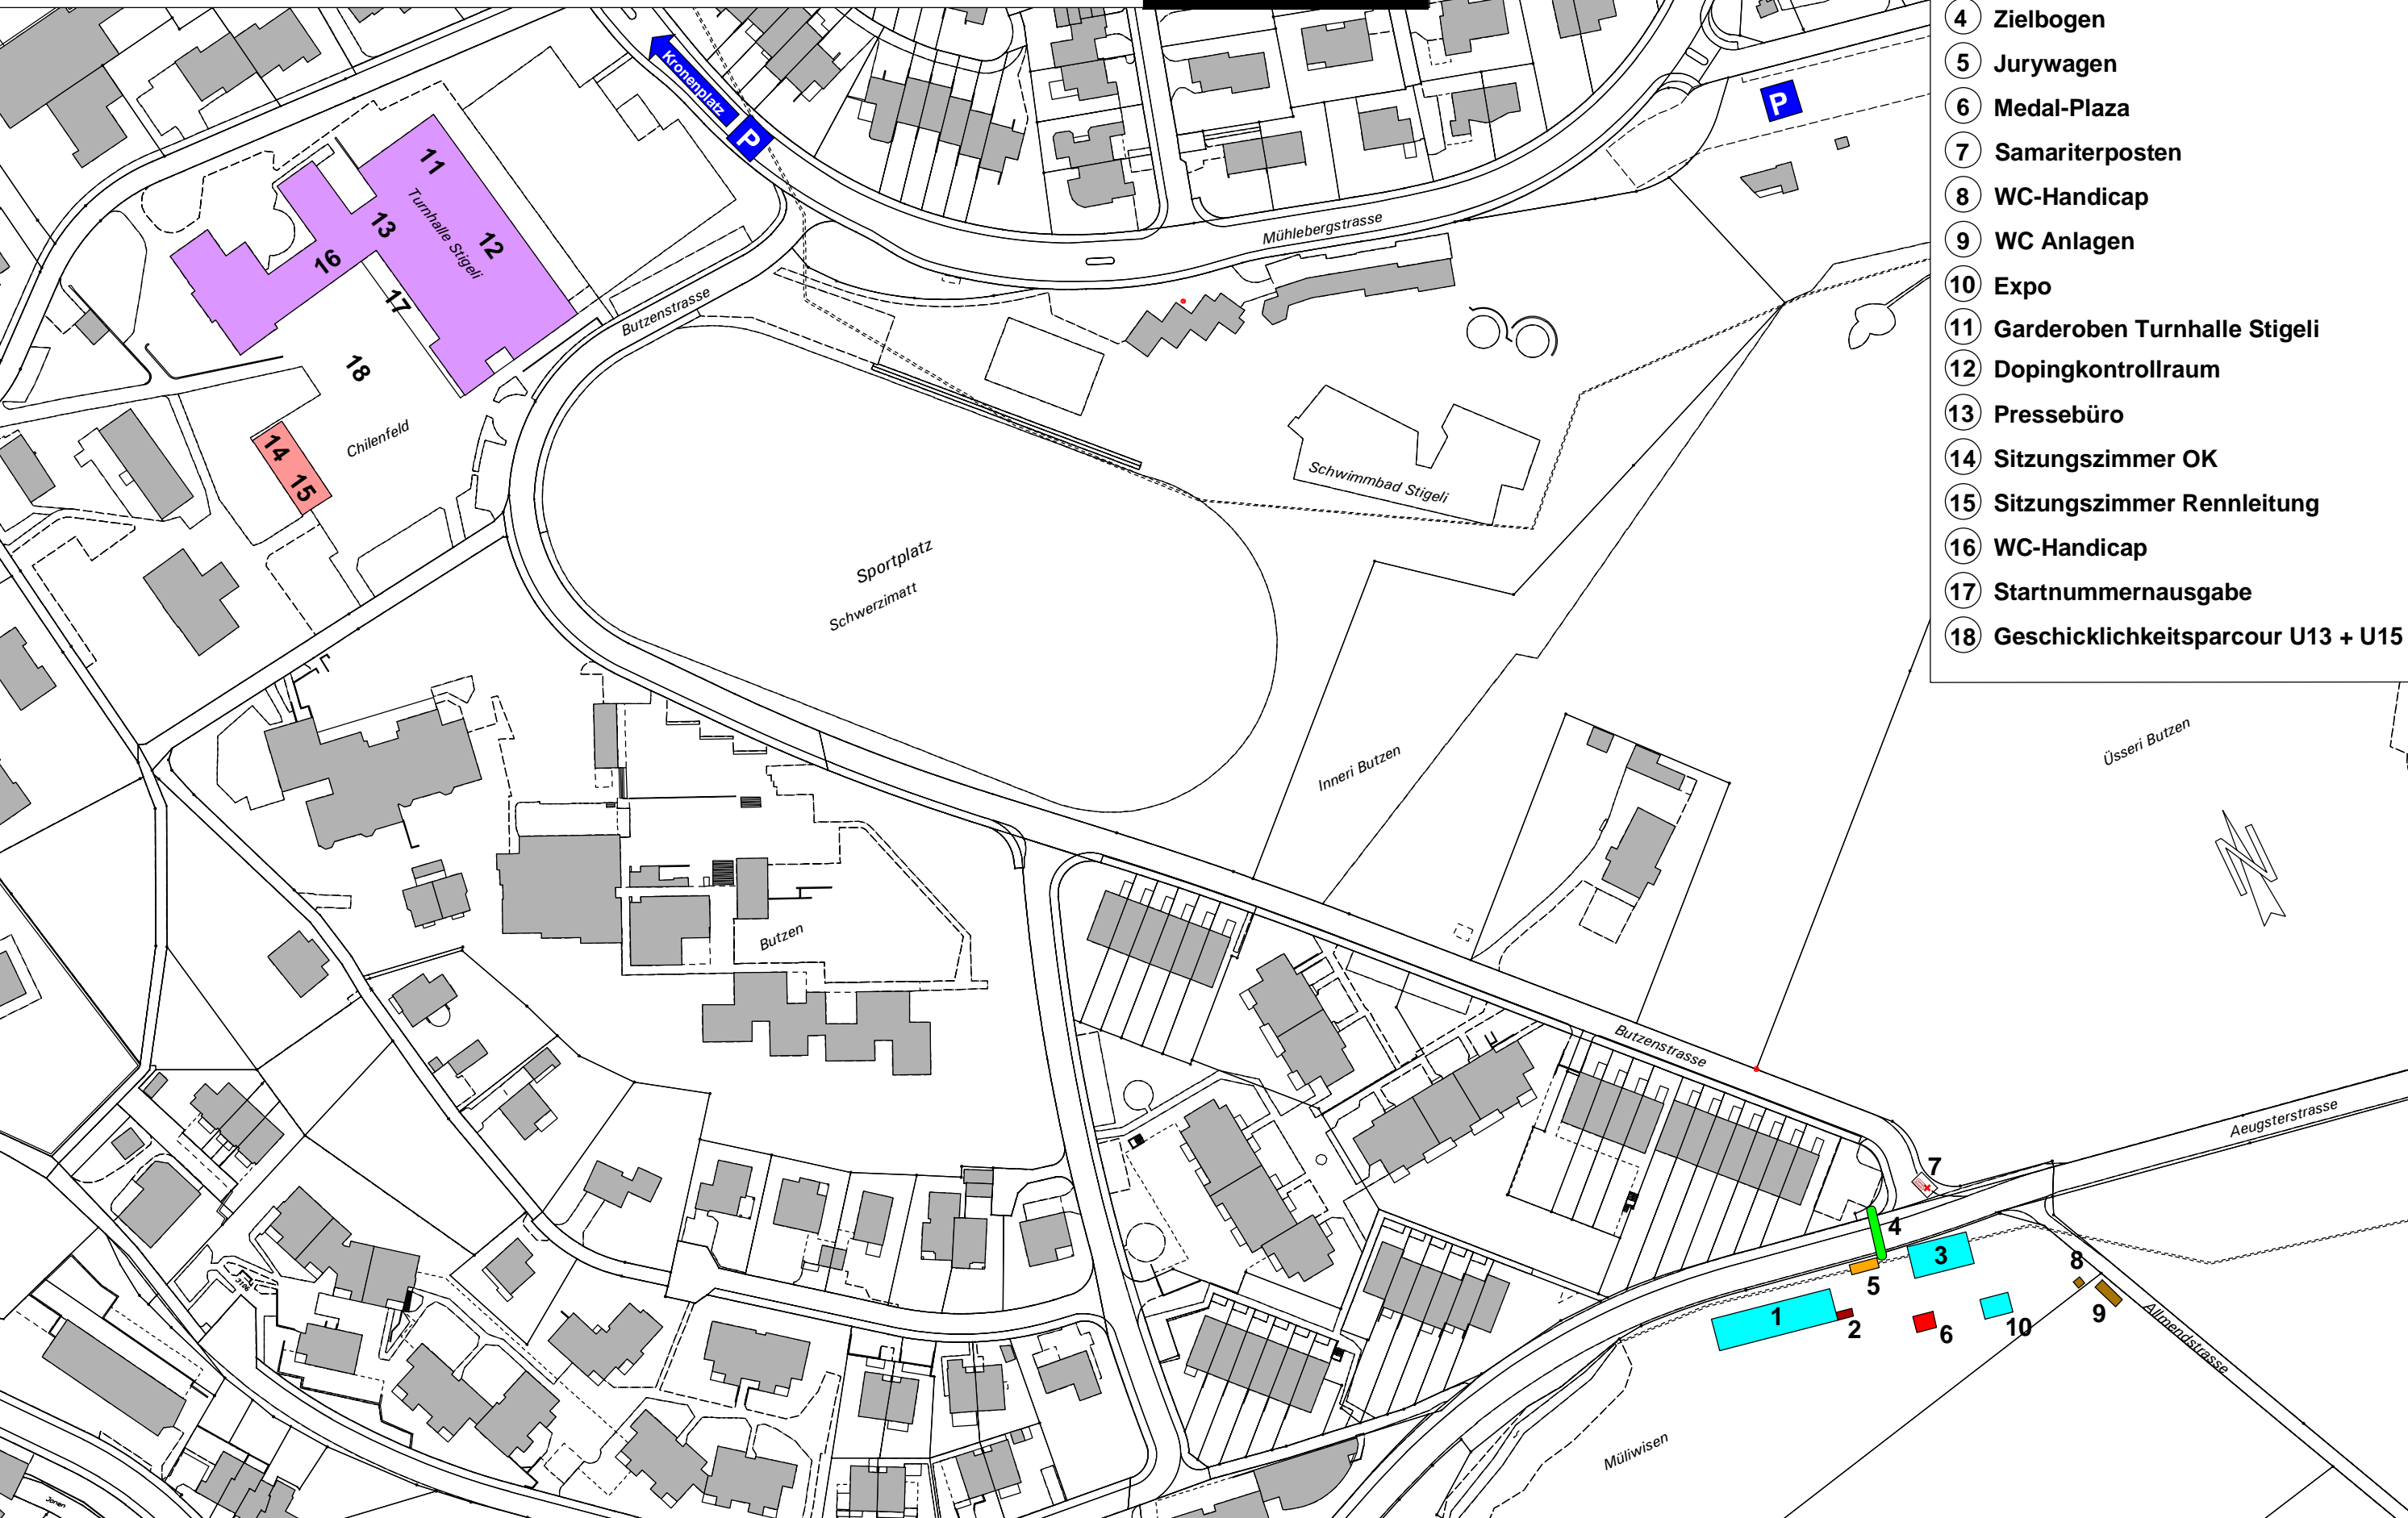 4 Zielbogen
5 Jurywagen
6 Medal-Plaza
7 Samariterposten
8 WC-Handicap
9 WC Anlagen
10 Expo
11 Garderoben Turnhalle Stigeli
12 Dopingkontrollraum
13 Pressebüro
14 Sitzungszimmer OK
15 Sitzungszimmer Rennleitung
16 WC-Handicap
17 Startnummernausgabe
18 Geschicklichkeitsparcour U13 + U15
Kronenplatz
P
P
11
Turnhalle Stigeli
12
13
16
17
18
14
15
Chilenfeld
Butzenstrasse
Mühlebergstrasse
Schwimmbad Stigeli
Sportplatz
Schwerzimatt
Inneri Butzen
Üsseri Butzen
Butzen
Butzenstrasse
Aeugsterstrasse
7
4
3
5
1
2
6
10
8
9
Allmendstrasse
Müliwisen
Jonen